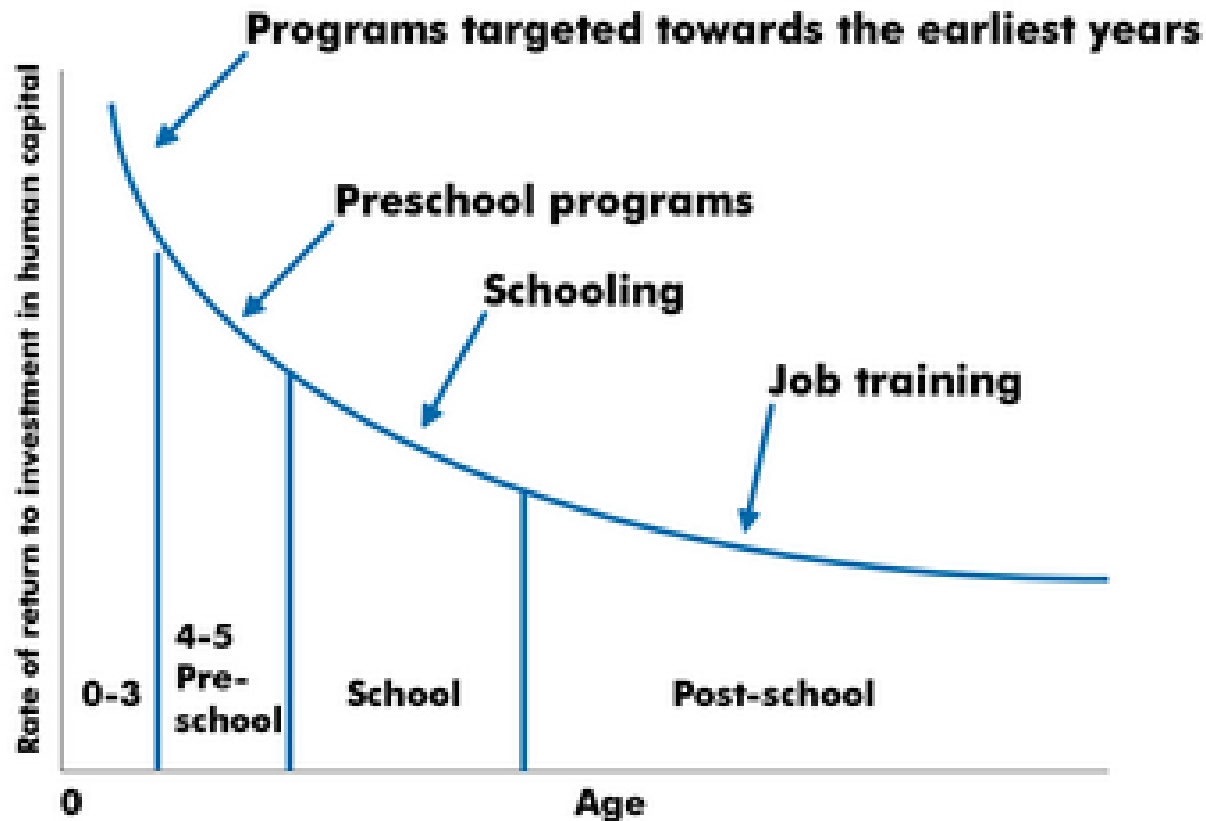 Programs targeted towards the earliest years
Rate of return to investment in human capital
Preschool programs
Schooling
Job training
0-3
4-5
Pre-
school
School
Post-school
0
Age